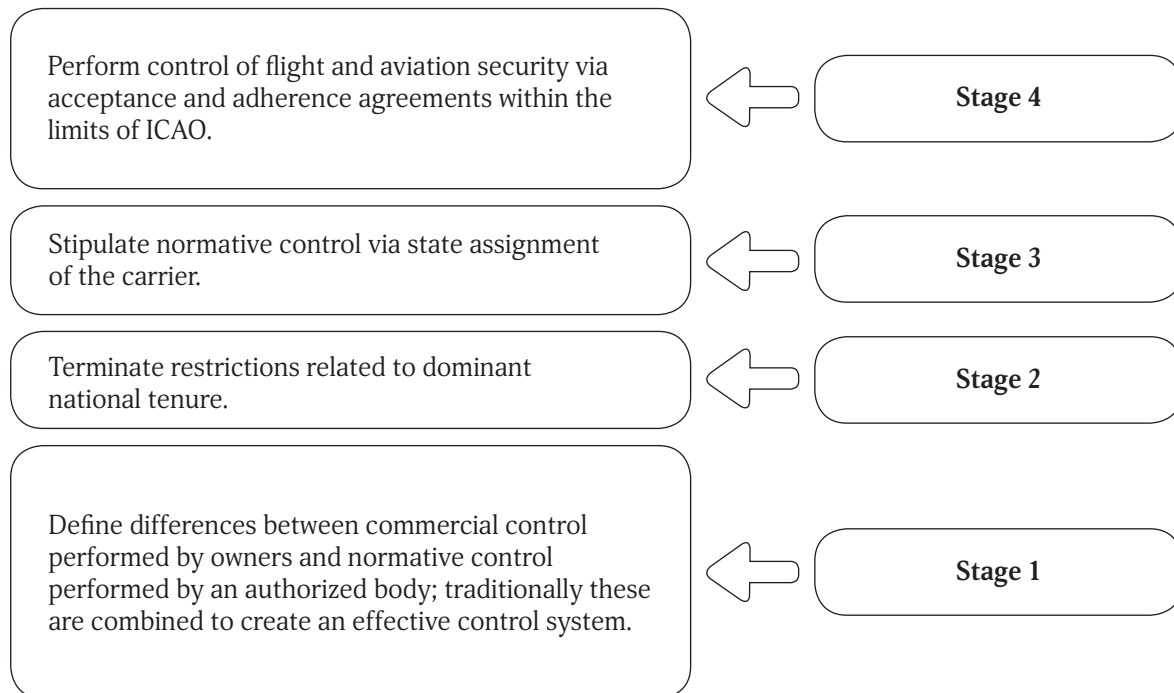 Perform control of flight and aviation security via
acceptance and adherence agreements within the
limits of ICAO.
Stage 4
Stipulate normative control via state assignment
of the carrier.
Stage 3
Terminate restrictions related to dominant
national tenure.
Stage 2
Define differences between commercial control
performed by owners and normative control
performed by an authorized body; traditionally these
are combined to create an effective control system.
Stage 1